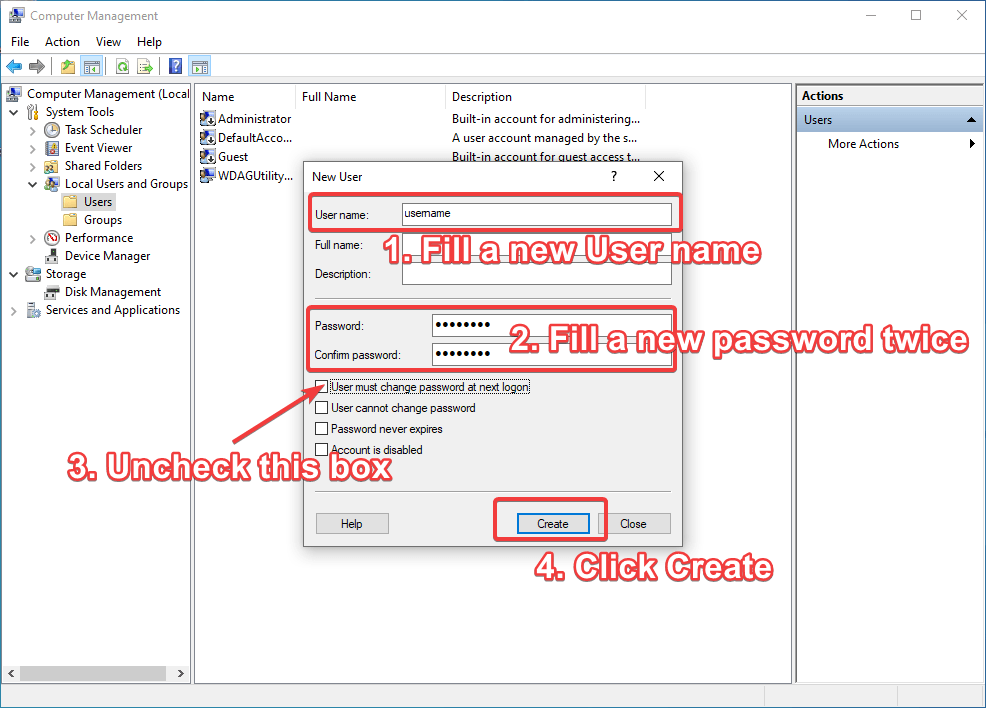 Computer Management
File Action View Help
Computer Management (Local
System Tools
Task Scheduler
Event Viewer
Shared Folders
Local Users and Groups
Users
Groups
Performance
Device Manager
Storage
Disk Management
Services and Applications
Name Full Name Description
Administrator Built-in account for administering...
DefaultAcco... A user account managed by the s...
Guest Built-in account for guest access t...
WDAGUtility...
New User ?
User name: username
1. Fill a new User name
Full name:
Description:
Password: ●●●●●●●●
Confirm password: ●●●●●●●●
2. Fill a new password twice
User must change password at next logon
User cannot change password
Password never expires
Account is disabled
3. Uncheck this box
Help Create Close
4. Click Create
Actions
Users
More Actions